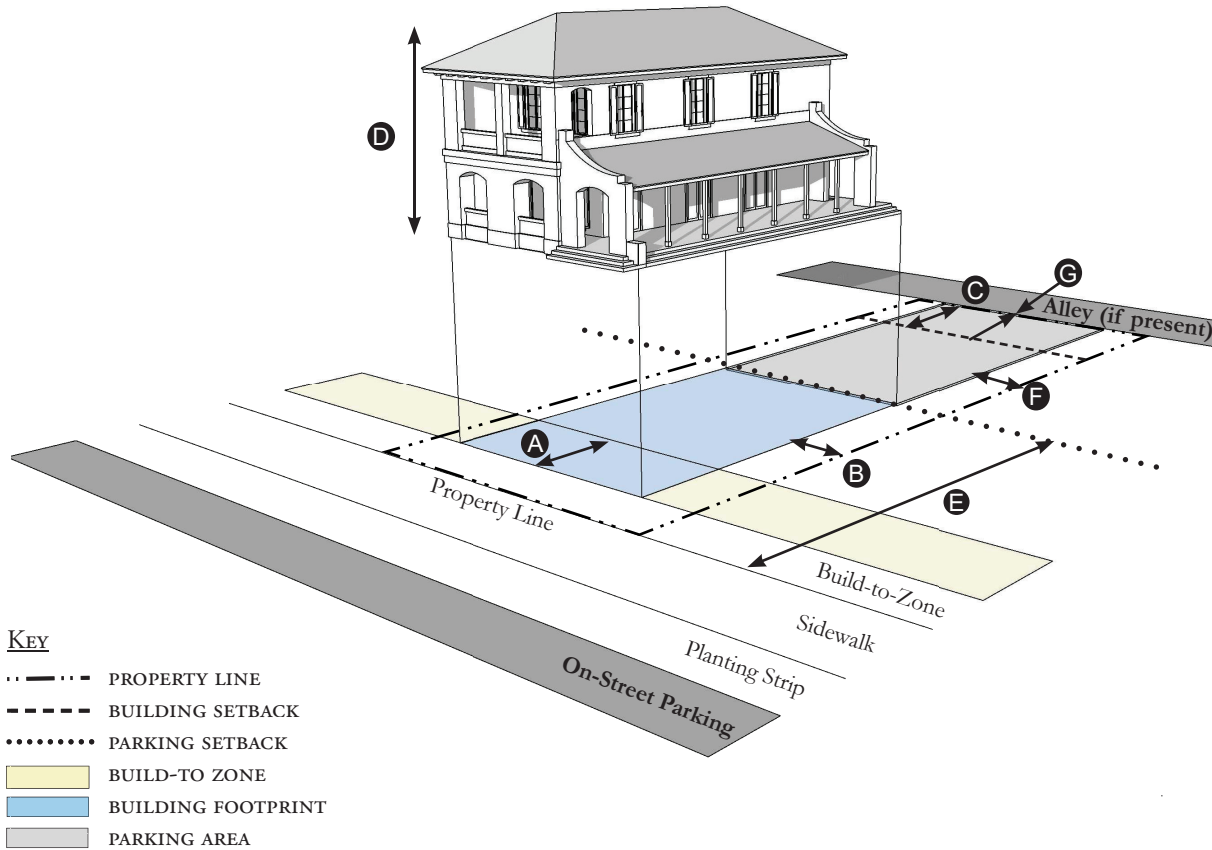 D
G
C
Alley (if present)
F
A
B
E
Property Line
Build-to-Zone
Sidewalk
Planting Strip
On-Street Parking
KEY
PROPERTY LINE
BUILDING SETBACK
PARKING SETBACK
BUILD-TO ZONE
BUILDING FOOTPRINT
PARKING AREA